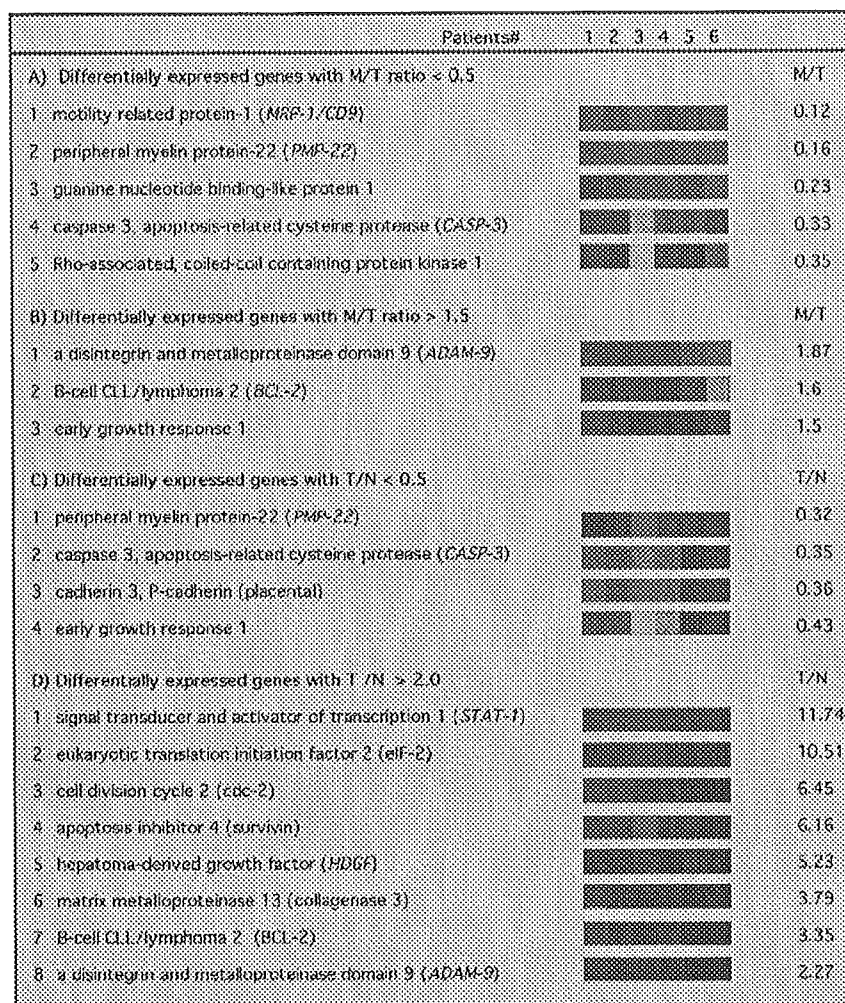 Patients# 1 2 3 4 5 6
A) Differentially expressed genes with M/T ratio < 0.5 M/T
1 motility related protein-1 (MRP-1/CD9) 0.12
2 peripheral myelin protein-22 (PMP-22) 0.16
3 guanine nucleotide binding-like protein 1 0.23
4 caspase 3, apoptosis-related cysteine protease (CASP-3) 0.33
5 Rho-associated, coiled-coil containing protein kinase 1 0.35
B) Differentially expressed genes with M/T ratio > 1.5 M/T
1 a disintegrin and metalloproteinase domain 9 (ADAM-9) 1.87
2 B-cell CLL/lymphoma 2 (BCL-2) 1.6
3 early growth response 1 1.5
C) Differentially expressed genes with T/N < 0.5 T/N
1 peripheral myelin protein-22 (PMP-22) 0.32
2 caspase 3, apoptosis-related cysteine protease (CASP-3) 0.35
3 cadherin 3, P-cadherin (placental) 0.36
4 early growth response 1 0.43
D) Differentially expressed genes with T /N > 2.0 T/N
1 signal transducer and activator of transcription 1 (STAT-1) 11.74
2 eukaryotic translation initiation factor 2 (eIF-2) 10.51
3 cell division cycle 2 (cdc-2) 6.45
4 apoptosis inhibitor 4 (survivin) 6.16
5 hepatoma-derived growth factor (HDGF) 5.23
6 matrix metalloproteinase 13 (collagenase 3) 3.79
7 B-cell CLL/lymphoma 2 (BCL-2) 3.35
8 a disintegrin and metalloproteinase domain 9 (ADAM-9) 2.27